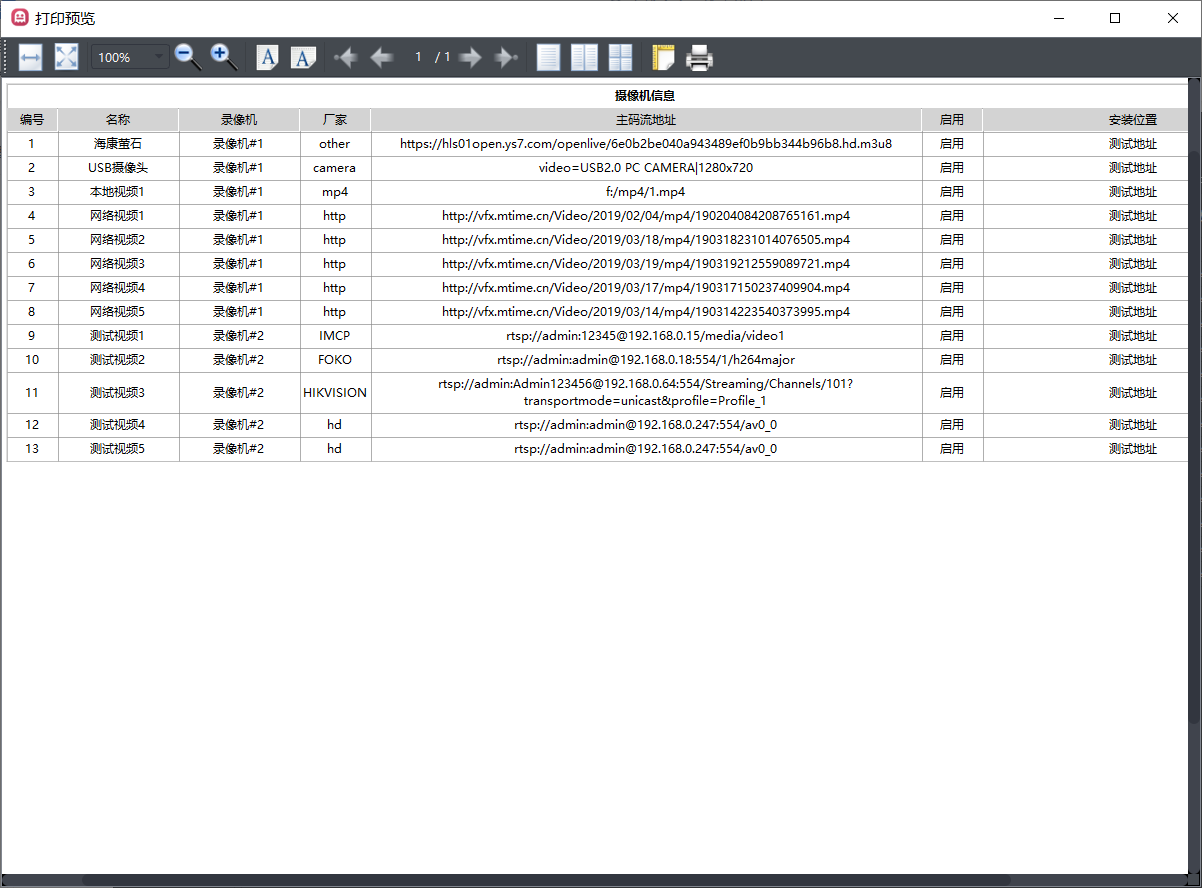 打印预览
100%
A
A
1 / 1
摄像机信息
编号 名称 录像机 厂家 主码流地址 启用 安装位置
1 海康萤石 录像机#1 other https://hls01open.ys7.com/openlive/6e0b2be040a943489ef0b9bb344b96b8.hd.m3u8 启用 测试地址
2 USB摄像头 录像机#1 camera video=USB2.0 PC CAMERA|1280x720 启用 测试地址
3 本地视频1 录像机#1 mp4 f:/mp4/1.mp4 启用 测试地址
4 网络视频1 录像机#1 http http://vfx.mtime.cn/Video/2019/02/04/mp4/190204084208765161.mp4 启用 测试地址
5 网络视频2 录像机#1 http http://vfx.mtime.cn/Video/2019/03/18/mp4/190318231014076505.mp4 启用 测试地址
6 网络视频3 录像机#1 http http://vfx.mtime.cn/Video/2019/03/19/mp4/190319212559089721.mp4 启用 测试地址
7 网络视频4 录像机#1 http http://vfx.mtime.cn/Video/2019/03/17/mp4/190317150237409904.mp4 启用 测试地址
8 网络视频5 录像机#1 http http://vfx.mtime.cn/Video/2019/03/14/mp4/190314223540373995.mp4 启用 测试地址
9 测试视频1 录像机#2 IMCP rtsp://admin:12345@192.168.0.15/media/video1 启用 测试地址
10 测试视频2 录像机#2 FOKO rtsp://admin:admin@192.168.0.18:554/1/h264major 启用 测试地址
11 测试视频3 录像机#2 HIKVISION rtsp://admin:Admin123456@192.168.0.64:554/Streaming/Channels/101? 启用 测试地址
transportmode=unicast&profile=Profile_1
12 测试视频4 录像机#2 hd rtsp://admin:admin@192.168.0.247:554/av0_0 启用 测试地址
13 测试视频5 录像机#2 hd rtsp://admin:admin@192.168.0.247:554/av0_0 启用 测试地址